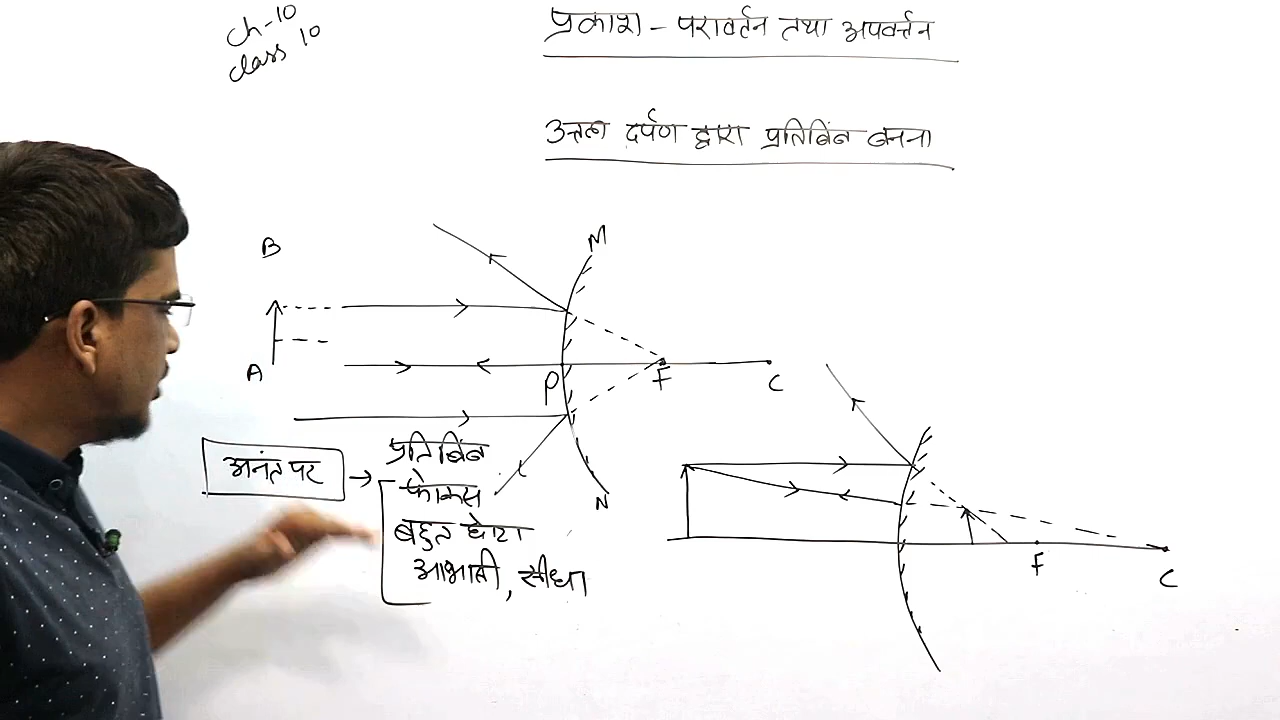 ch-10
class 10
प्रकाश - परावर्तन तथा अपवर्तन
उत्तल दर्पण द्वारा प्रतिबिंब बनना
B
M
A
P
F
C
N
अनंत पर →
प्रतिबिंब
फोकस
बहुत छोटा
आभासी, सीधा
F
C